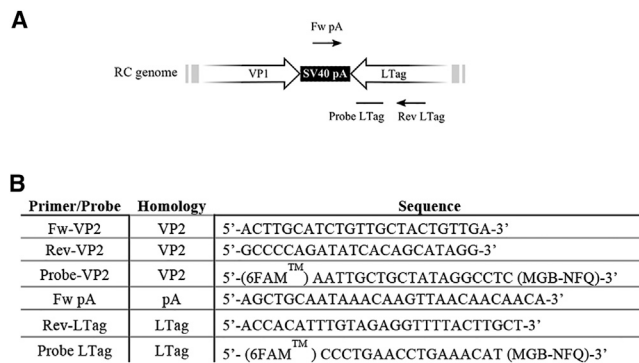 A
Fw pA
RC genome VP1 SV40 pA LTag
Probe LTag Rev LTag
B
Primer/Probe Homology Sequence
Fw-VP2 VP2 5’-ACTTGCATCTGTTGCTACTGTTGA-3’
Rev-VP2 VP2 5’-GCCCCAGATATCACAGCATAGG-3’
Probe-VP2 VP2 5’-(6FAM™) AATTGCTGCTATAGGCCTC (MGB-NFQ)-3’
Fw pA pA 5’-AGCTGCAATAAACAAGTTAACAACAACA-3’
Rev-LTag LTag 5’-ACCACATTTGTAGAGGTTTTACTTGCT-3’
Probe LTag LTag 5’- (6FAM™) CCCTGAACCTGAAACAT (MGB-NFQ)-3’